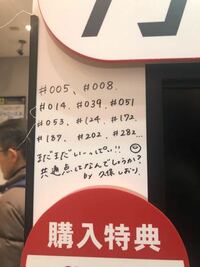 #005、#008.
#014. #039. #051
#053. #124. #172.
#187. #202. #282...
まだまだいーっぱい!!
共通点はなんでしょうか?
by 久保 しおり。
購入特典